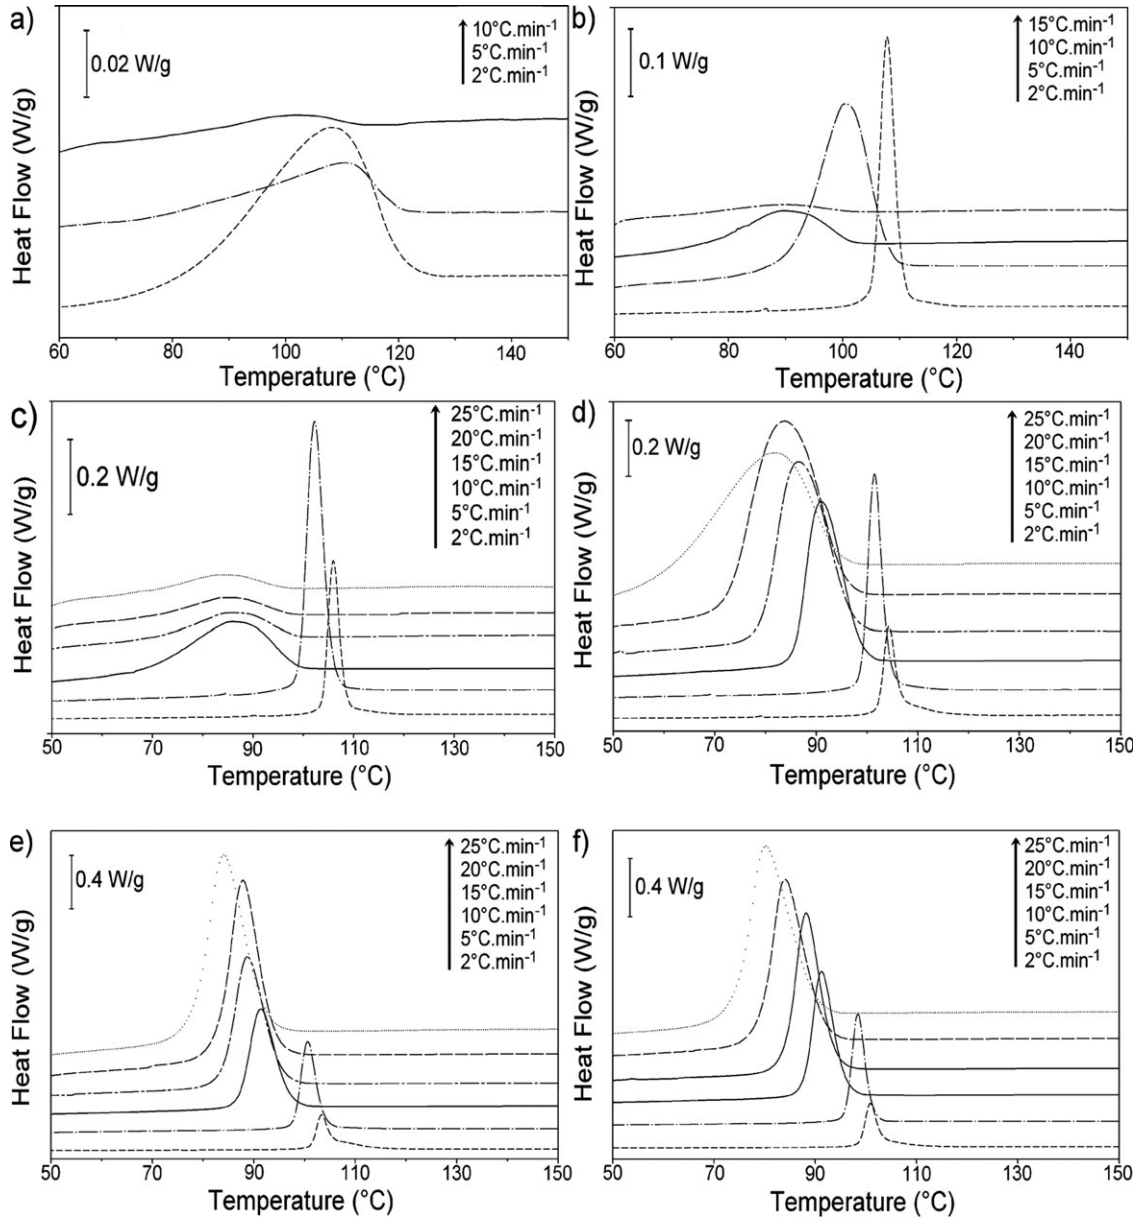 a)
0.02 W/g
10°C.min⁻¹
5°C.min⁻¹
2°C.min⁻¹
Heat Flow (W/g)
60 80 100 120 140
Temperature (°C)
b)
0.1 W/g
15°C.min⁻¹
10°C.min⁻¹
5°C.min⁻¹
2°C.min⁻¹
Heat Flow (W/g)
60 80 100 120 140
Temperature (°C)
c)
0.2 W/g
25°C.min⁻¹
20°C.min⁻¹
15°C.min⁻¹
10°C.min⁻¹
5°C.min⁻¹
2°C.min⁻¹
Heat Flow (W/g)
50 70 90 110 130 150
Temperature (°C)
d)
0.2 W/g
25°C.min⁻¹
20°C.min⁻¹
15°C.min⁻¹
10°C.min⁻¹
5°C.min⁻¹
2°C.min⁻¹
Heat Flow (W/g)
50 70 90 110 130 150
Temperature (°C)
e)
0.4 W/g
25°C.min⁻¹
20°C.min⁻¹
15°C.min⁻¹
10°C.min⁻¹
5°C.min⁻¹
2°C.min⁻¹
Heat Flow (W/g)
50 70 90 110 130 150
Temperature (°C)
f)
0.4 W/g
25°C.min⁻¹
20°C.min⁻¹
15°C.min⁻¹
10°C.min⁻¹
5°C.min⁻¹
2°C.min⁻¹
Heat Flow (W/g)
50 70 90 110 130 150
Temperature (°C)